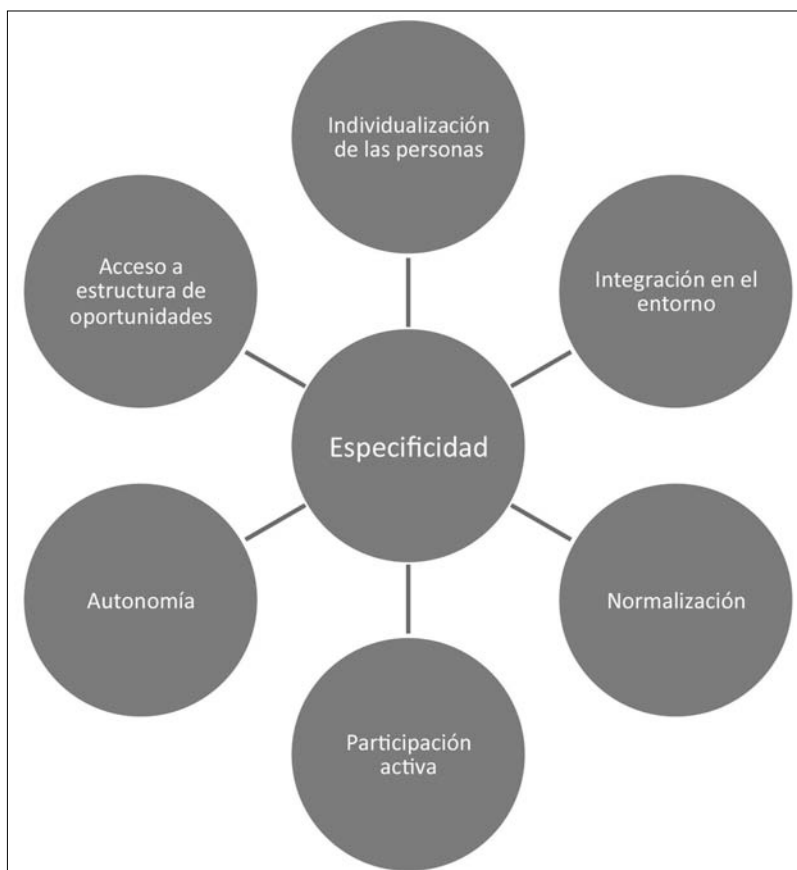 Individualización
de las personas
Acceso a
estructura de
oportunidades
Integración en el
entorno
Especificidad
Autonomía
Normalización
Participación
activa